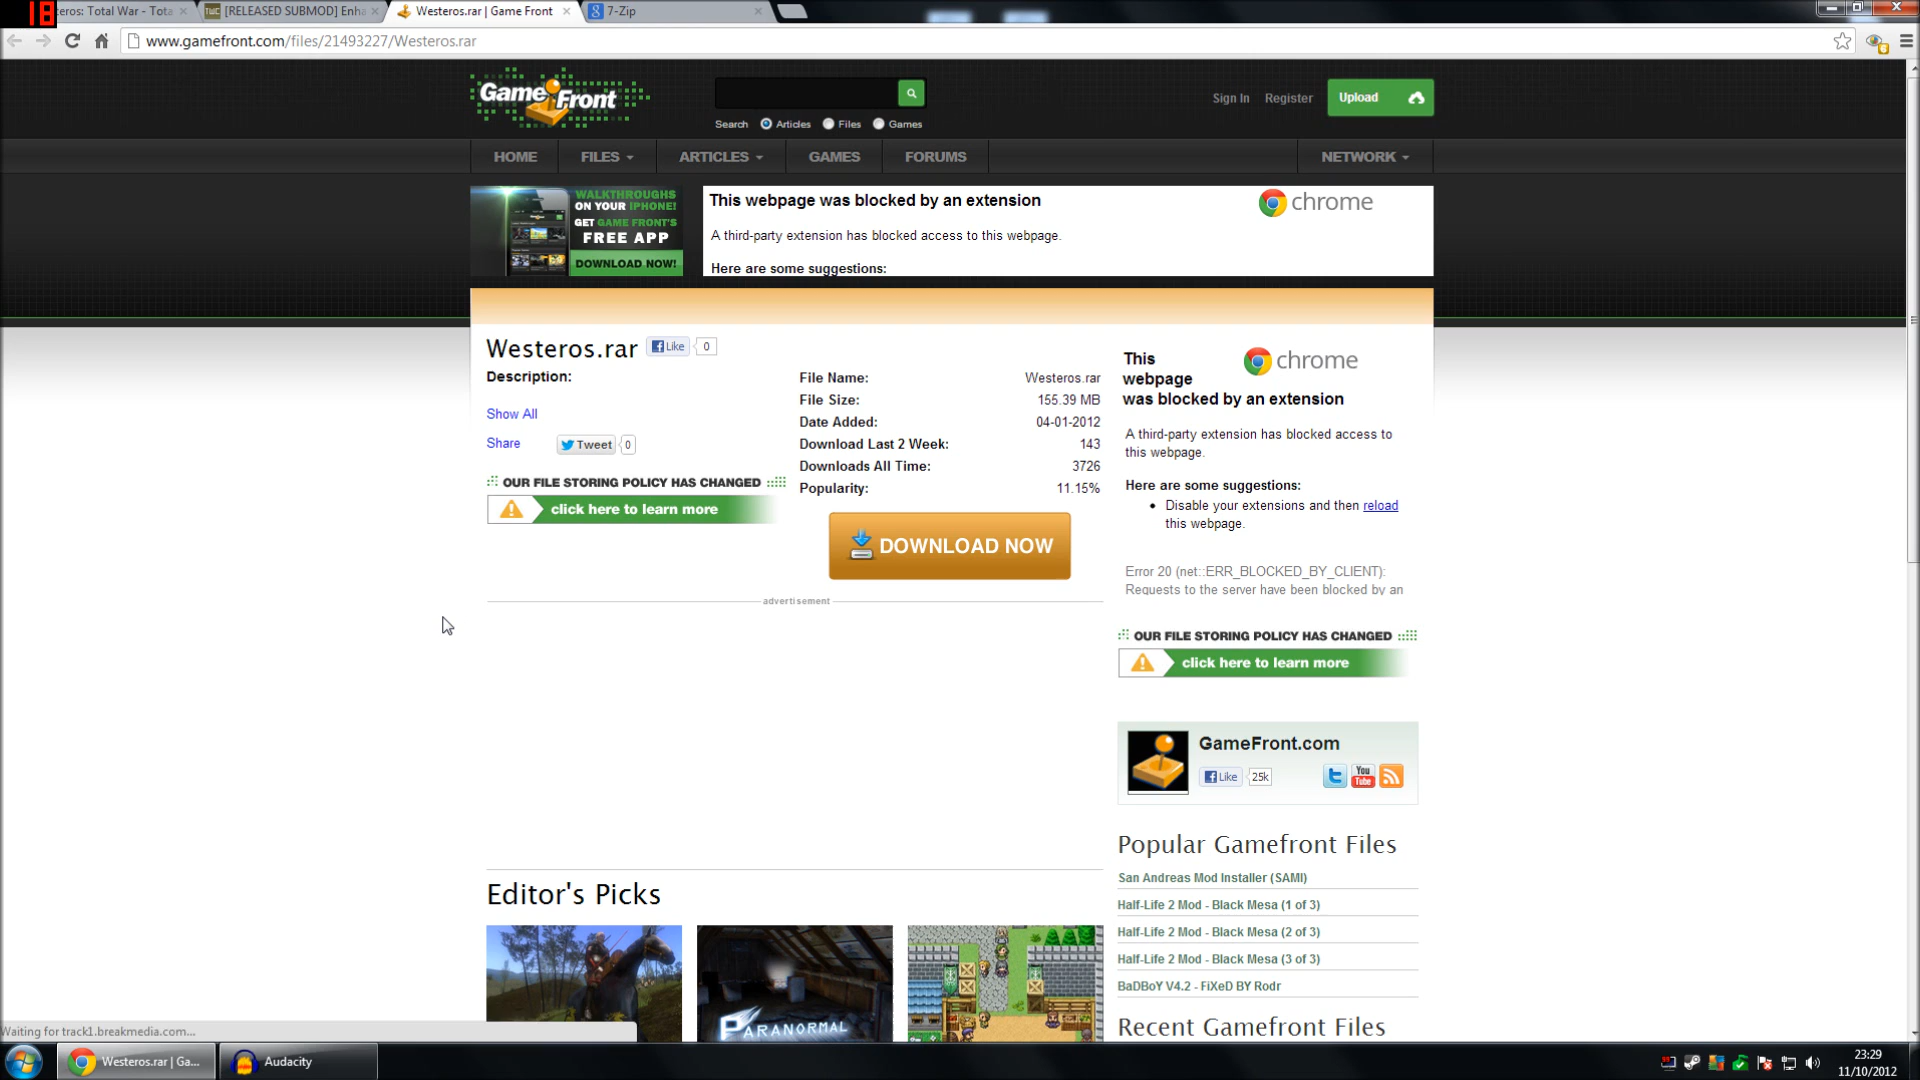 18
teros: Total War - Tota
TWC
[RELEASED SUBMOD] Enha
Westeros.rar | Game Front
7-Zip
www.gamefront.com/files/21493227/Westeros.rar
Game Front
Search
Articles
Files
Games
Sign In
Register
Upload
HOME
FILES
ARTICLES
GAMES
FORUMS
NETWORK
WALKTHROUGHS
ON YOUR IPHONE!
GET GAME FRONT'S
FREE APP
DOWNLOAD NOW!
This webpage was blocked by an extension
chrome
A third-party extension has blocked access to this webpage.
Here are some suggestions:
Westeros.rar
Like
0
Description:
Show All
Share
Tweet
0
OUR FILE STORING POLICY HAS CHANGED
click here to learn more
File Name: Westeros.rar
File Size: 155.39 MB
Date Added: 04-01-2012
Download Last 2 Week: 143
Downloads All Time: 3726
Popularity: 11.15%
DOWNLOAD NOW
advertisement
This
webpage
was blocked by an extension
chrome
A third-party extension has blocked access to
this webpage.
Here are some suggestions:
• Disable your extensions and then reload
this webpage.
Error 20 (net::ERR_BLOCKED_BY_CLIENT):
Requests to the server have been blocked by an
OUR FILE STORING POLICY HAS CHANGED
click here to learn more
GameFront.com
Like
25k
You
Tube
Popular Gamefront Files
San Andreas Mod Installer (SAMI)
Half-Life 2 Mod - Black Mesa (1 of 3)
Half-Life 2 Mod - Black Mesa (2 of 3)
Half-Life 2 Mod - Black Mesa (3 of 3)
BaDBoY V4.2 - FiXeD BY Rodr
Recent Gamefront Files
Editor's Picks
PARANORMAL
Waiting for track1.breakmedia.com...
Westeros.rar | Ga...
Audacity
23:29
11/10/2012